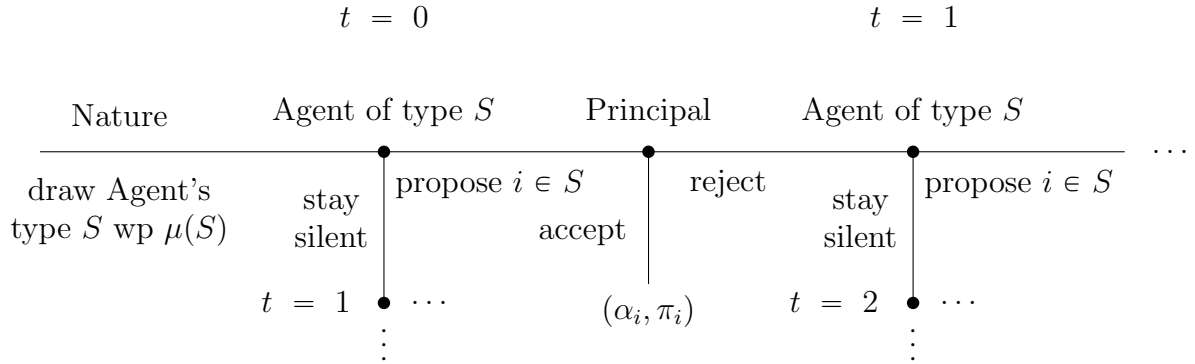 t = 0
t = 1
Nature
Agent of type S
Principal
Agent of type S
draw Agent's
type S wp μ(S)
stay
silent
propose i ∈ S
accept
reject
stay
silent
propose i ∈ S
⋯
t = 1
⋯
⋮
(α_i, π_i)
t = 2
⋯
⋮